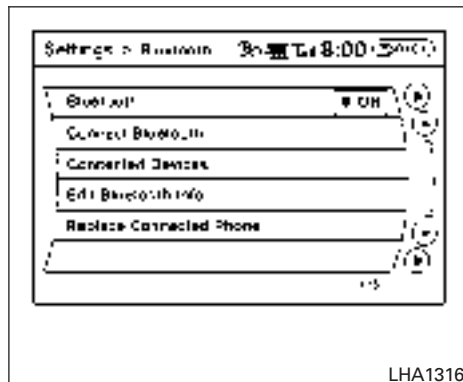 Settings > Bluetooth 8:00
Bluetooth ON
Connect Bluetooth
Connected Devices
Edit Bluetooth Info
Replace Connected Phone
LHA1316